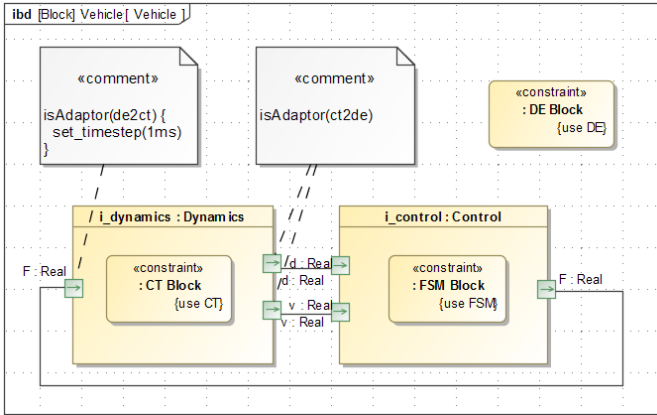 ibd [Block] Vehicle[ Vehicle ]
«comment»
isAdaptor(de2ct) {
set_timestep(1ms)
}
«comment»
isAdaptor(ct2de)
«constraint»
: DE Block
{use DE}
i_dynamics : Dynamics
«constraint»
: CT Block
{use CT}
F : Real
d : Real
d : Real
v : Real
v : Real
i_control : Control
«constraint»
: FSM Block
{use FSM}
F : Real